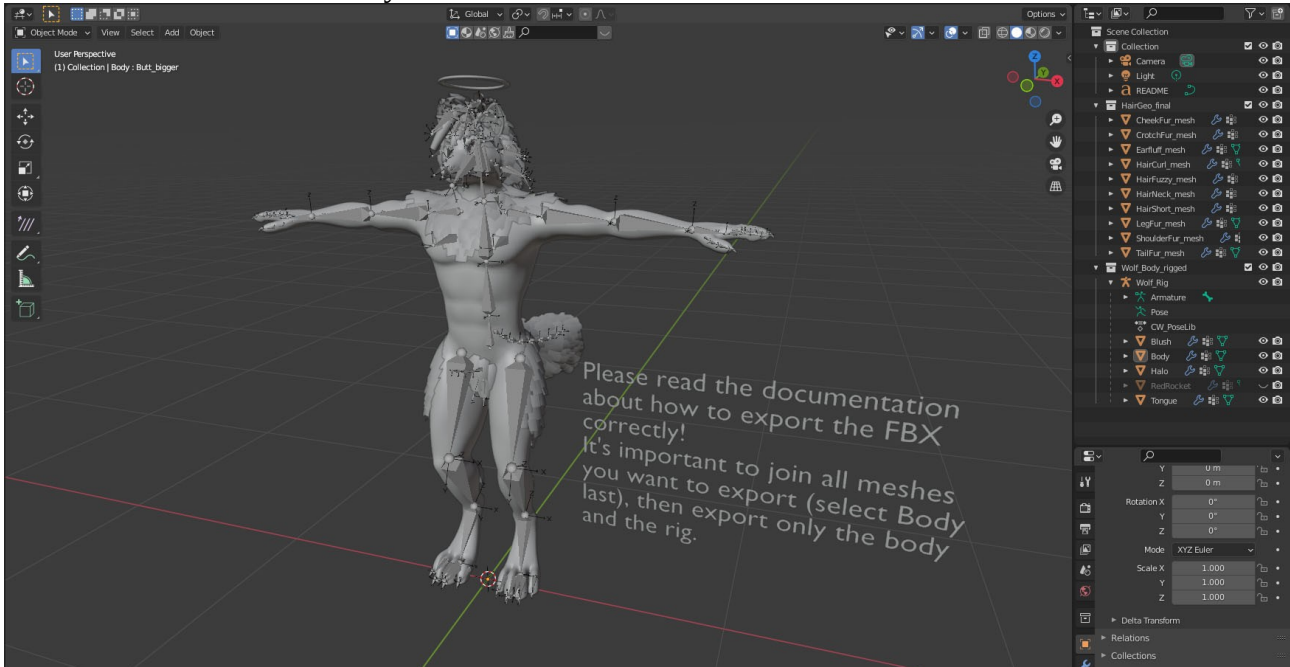 Global
Options
Object Mode
View
Select
Add
Object
User Perspective
(1) Collection | Body : Butt_bigger
Z
Y
X
Please read the documentation
about how to export the FBX
correctly!
It's important to join all meshes
you want to export (select Body
last), then export only the body
and the rig.
Scene Collection
Collection
Camera
Light
README
HairGeo_final
CheekFur_mesh
CrotchFur_mesh
Earfluff_mesh
HairCurl_mesh
HairFuzzy_mesh
HairNeck_mesh
HairShort_mesh
LegFur_mesh
ShoulderFur_mesh
TailFur_mesh
Wolf_Body_rigged
Wolf_Rig
Armature
Pose
CW_PoseLib
Blush
Body
Halo
RedRocket
Tongue
Y 0 m
Z 0 m
Rotation X 0°
Y 0°
Z 0°
Mode XYZ Euler
Scale X 1.000
Y 1.000
Z 1.000
Delta Transform
Relations
Collections